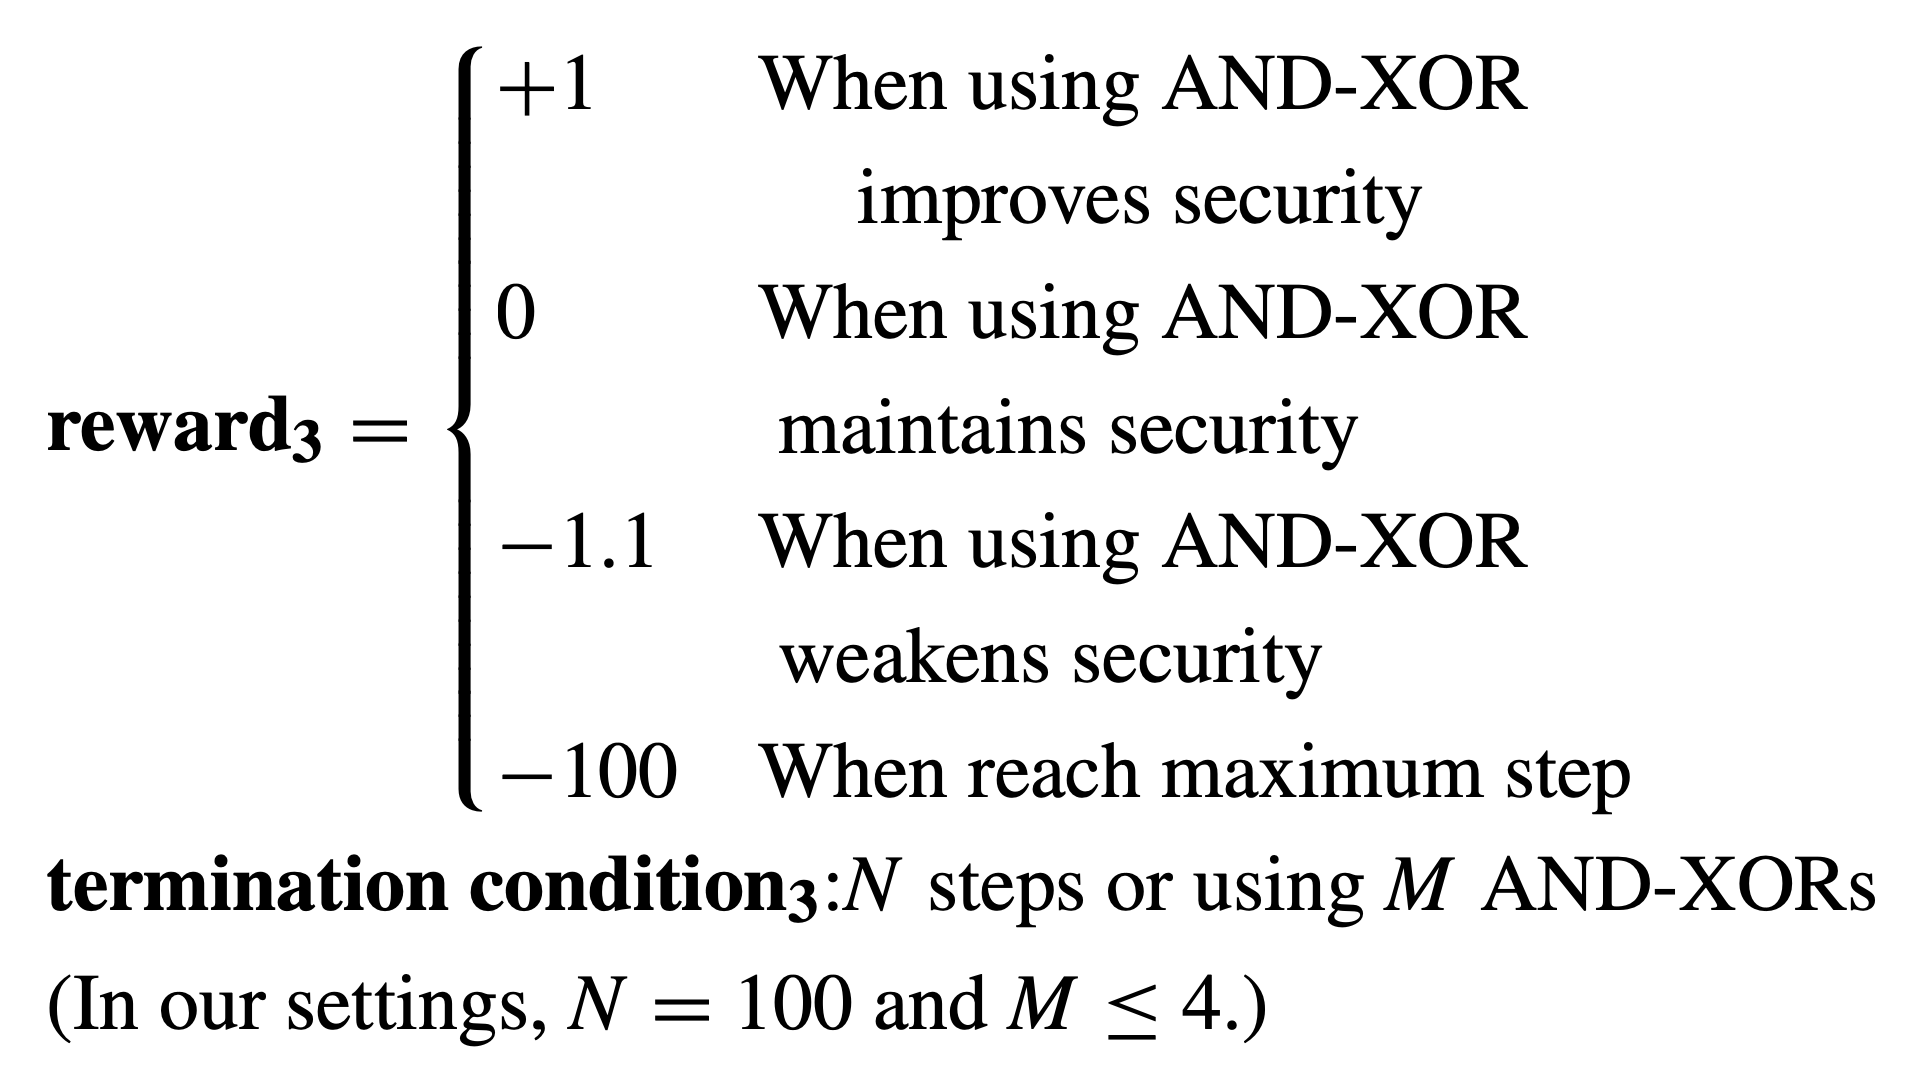 +1 When using AND-XOR
improves security
0 When using AND-XOR
reward₃ =
maintains security
−1.1 When using AND-XOR
weakens security
−100 When reach maximum step
termination condition₃:N steps or using M AND-XORs
(In our settings, N = 100 and M ≤ 4.)